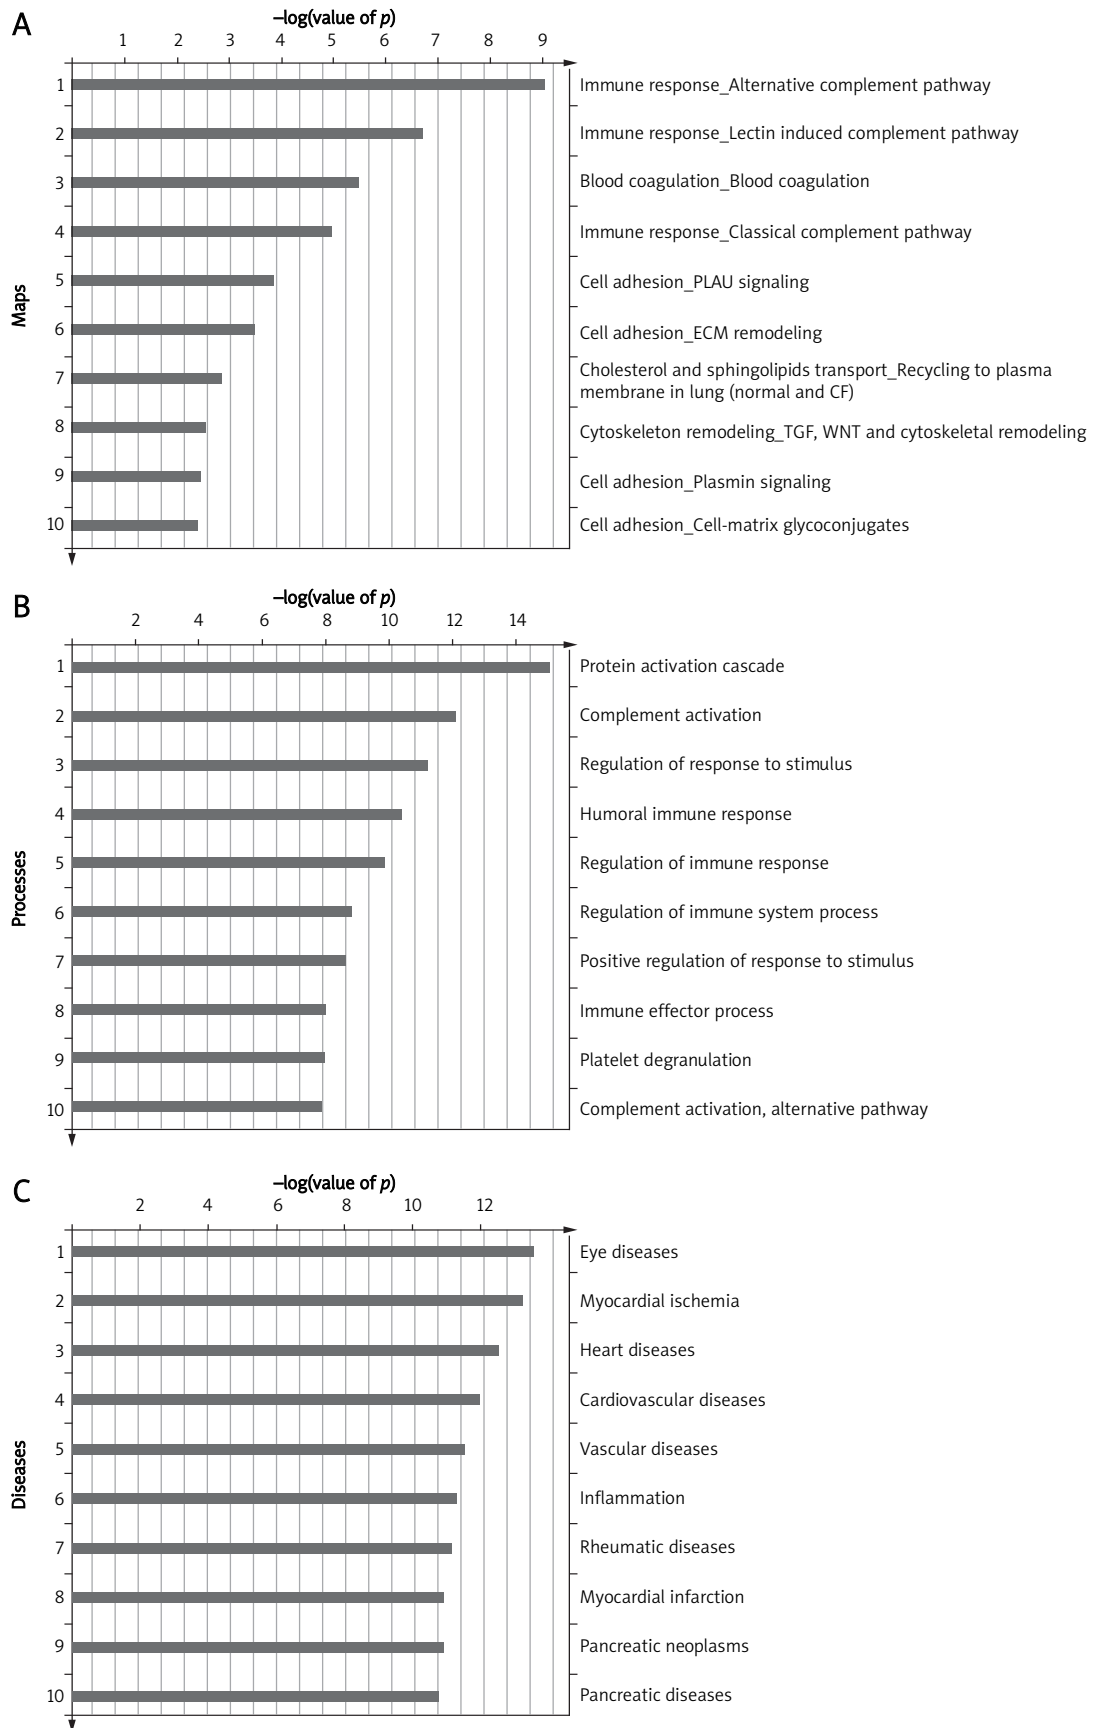 A
–log(value of p)
1 2 3 4 5 6 7 8 9
Maps
1 Immune response_Alternative complement pathway
2 Immune response_Lectin induced complement pathway
3 Blood coagulation_Blood coagulation
4 Immune response_Classical complement pathway
5 Cell adhesion_PLAU signaling
6 Cell adhesion_ECM remodeling
7 Cholesterol and sphingolipids transport_Recycling to plasma
membrane in lung (normal and CF)
8 Cytoskeleton remodeling_TGF, WNT and cytoskeletal remodeling
9 Cell adhesion_Plasmin signaling
10 Cell adhesion_Cell-matrix glycoconjugates
B
–log(value of p)
2 4 6 8 10 12 14
Processes
1 Protein activation cascade
2 Complement activation
3 Regulation of response to stimulus
4 Humoral immune response
5 Regulation of immune response
6 Regulation of immune system process
7 Positive regulation of response to stimulus
8 Immune effector process
9 Platelet degranulation
10 Complement activation, alternative pathway
C
–log(value of p)
2 4 6 8 10 12
Diseases
1 Eye diseases
2 Myocardial ischemia
3 Heart diseases
4 Cardiovascular diseases
5 Vascular diseases
6 Inflammation
7 Rheumatic diseases
8 Myocardial infarction
9 Pancreatic neoplasms
10 Pancreatic diseases